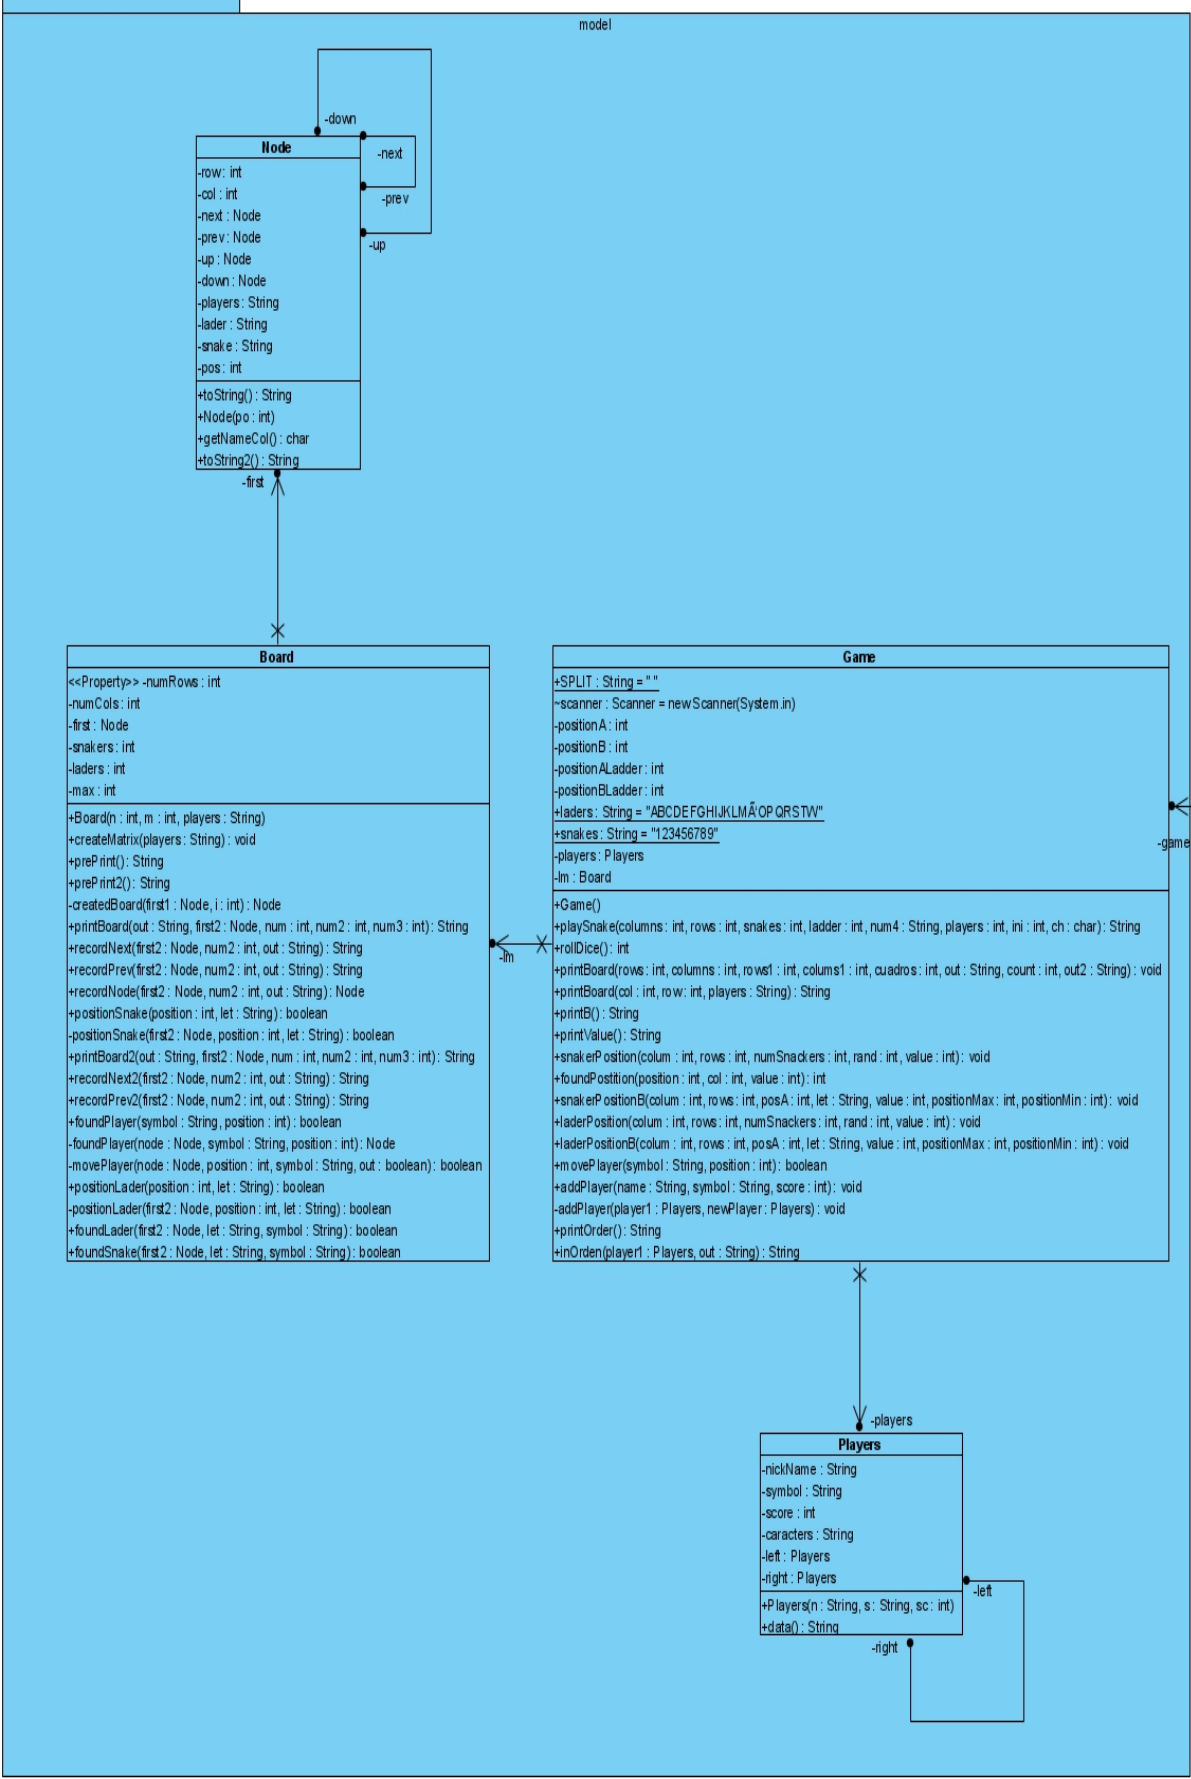 model
-down
Node
-next
-row : int
-col : int
-prev
-next : Node
-prev : Node
-up
-up : Node
-down : Node
-players : String
-lader : String
-snake : String
-pos : int
+toString() : String
+Node(po : int)
+getNameCol() : char
+toString2() : String
-first
Board
<<Property>> -numRows : int
-numCols : int
-first : Node
-snakers : int
-laders : int
-max : int
+Board(n : int, m : int, players : String)
+createMatrix(players : String) : void
+prePrint() : String
+prePrint2() : String
-createdBoard(first1 : Node, i : int) : Node
+printBoard(out : String, first2 : Node, num : int, num2 : int, num3 : int) : String
+recordNext(first2 : Node, num2 : int, out : String) : String
+recordPrev(first2 : Node, num2 : int, out : String) : String
+recordNode(first2 : Node, num2 : int, out : String) : Node
+positionSnake(position : int, let : String) : boolean
-positionSnake(first2 : Node, position : int, let : String) : boolean
+printBoard2(out : String, first2 : Node, num : int, num2 : int, num3 : int) : String
+recordNext2(first2 : Node, num2 : int, out : String) : String
+recordPrev2(first2 : Node, num2 : int, out : String) : String
+foundPlayer(symbol : String, position : int) : boolean
-foundPlayer(node : Node, symbol : String, position : int) : Node
-movePlayer(node : Node, position : int, symbol : String, out : boolean) : boolean
+positionLader(position : int, let : String) : boolean
-positionLader(first2 : Node, position : int, let : String) : boolean
+foundLader(first2 : Node, let : String, symbol : String) : boolean
+foundSnake(first2 : Node, let : String, symbol : String) : boolean
-lm
Game
+SPLIT : String = " "
~scanner : Scanner = new Scanner(System.in)
-positionA : int
-positionB : int
-positionALadder : int
-positionBLadder : int
+laders : String = "ABCDEFGHIJKLMÃ‘OPQRSTVV"
+snakes : String = "123456789"
-players : Players
-lm : Board
-game
+Game()
+playSnake(columns : int, rows : int, snakes : int, ladder : int, num4 : String, players : int, ini : int, ch : char) : String
+rollDice() : int
+printBoard(rows : int, columns : int, rows1 : int, colums1 : int, cuadros : int, out : String, count : int, out2 : String) : void
+printBoard(col : int, row : int, players : String) : String
+printB() : String
+printValue() : String
+snakerPosition(colum : int, rows : int, numSnackers : int, rand : int, value : int) : void
+foundPostition(position : int, col : int, value : int) : int
+snakerPositionB(colum : int, rows : int, posA : int, let : String, value : int, positionMax : int, positionMin : int) : void
+laderPosition(colum : int, rows : int, numSnackers : int, rand : int, value : int) : void
+laderPositionB(colum : int, rows : int, posA : int, let : String, value : int, positionMax : int, positionMin : int) : void
+movePlayer(symbol : String, position : int) : boolean
+addPlayer(name : String, symbol : String, score : int) : void
-addPlayer(player1 : Players, newPlayer : Players) : void
+printOrder() : String
+inOrden(player1 : Players, out : String) : String
-players
Players
-nickName : String
-symbol : String
-score : int
-caracters : String
-left : Players
-right : Players
-left
+Players(n : String, s : String, sc : int)
+data() : String
-right